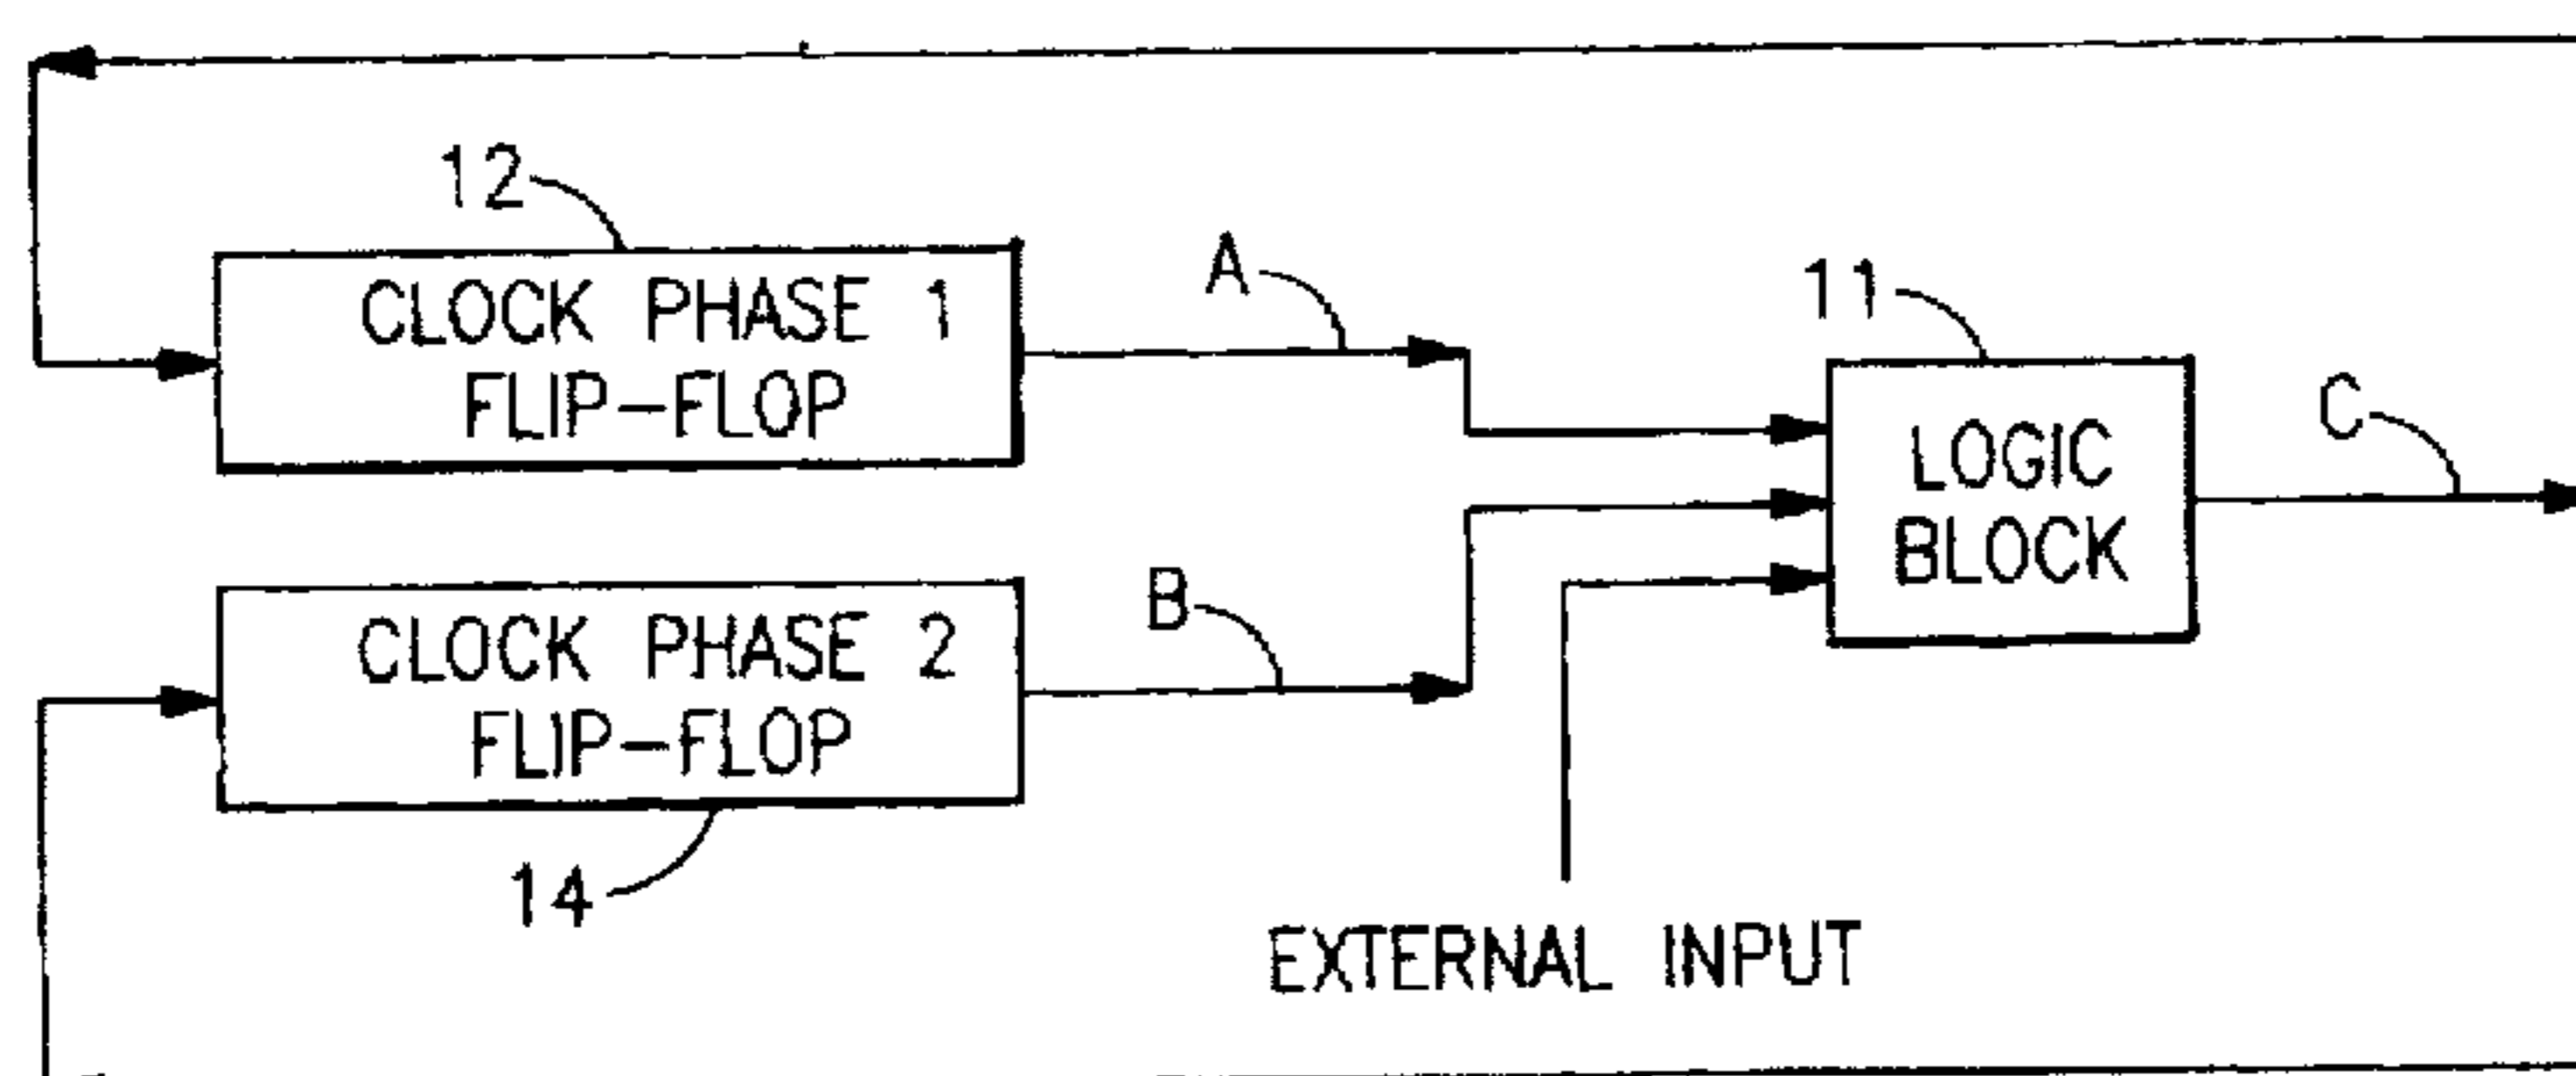 12
CLOCK PHASE 1
FLIP-FLOP
A
11
LOGIC
BLOCK
C
CLOCK PHASE 2
FLIP-FLOP
B
14
EXTERNAL INPUT